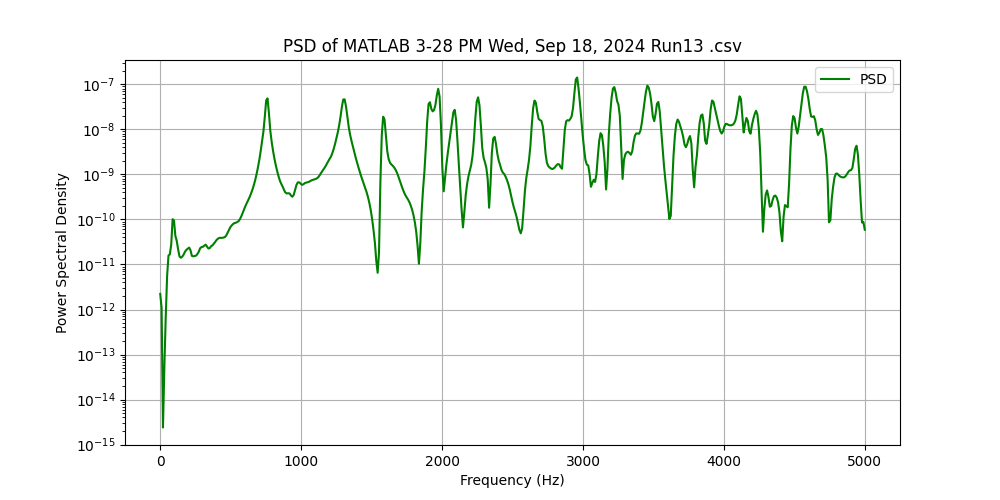 PSD of MATLAB 3-28 PM Wed, Sep 18, 2024 Run13 .csv
PSD
Power Spectral Density
10⁻⁷
10⁻⁸
10⁻⁹
10⁻¹⁰
10⁻¹¹
10⁻¹²
10⁻¹³
10⁻¹⁴
10⁻¹⁵
0 1000 2000 3000 4000 5000
Frequency (Hz)